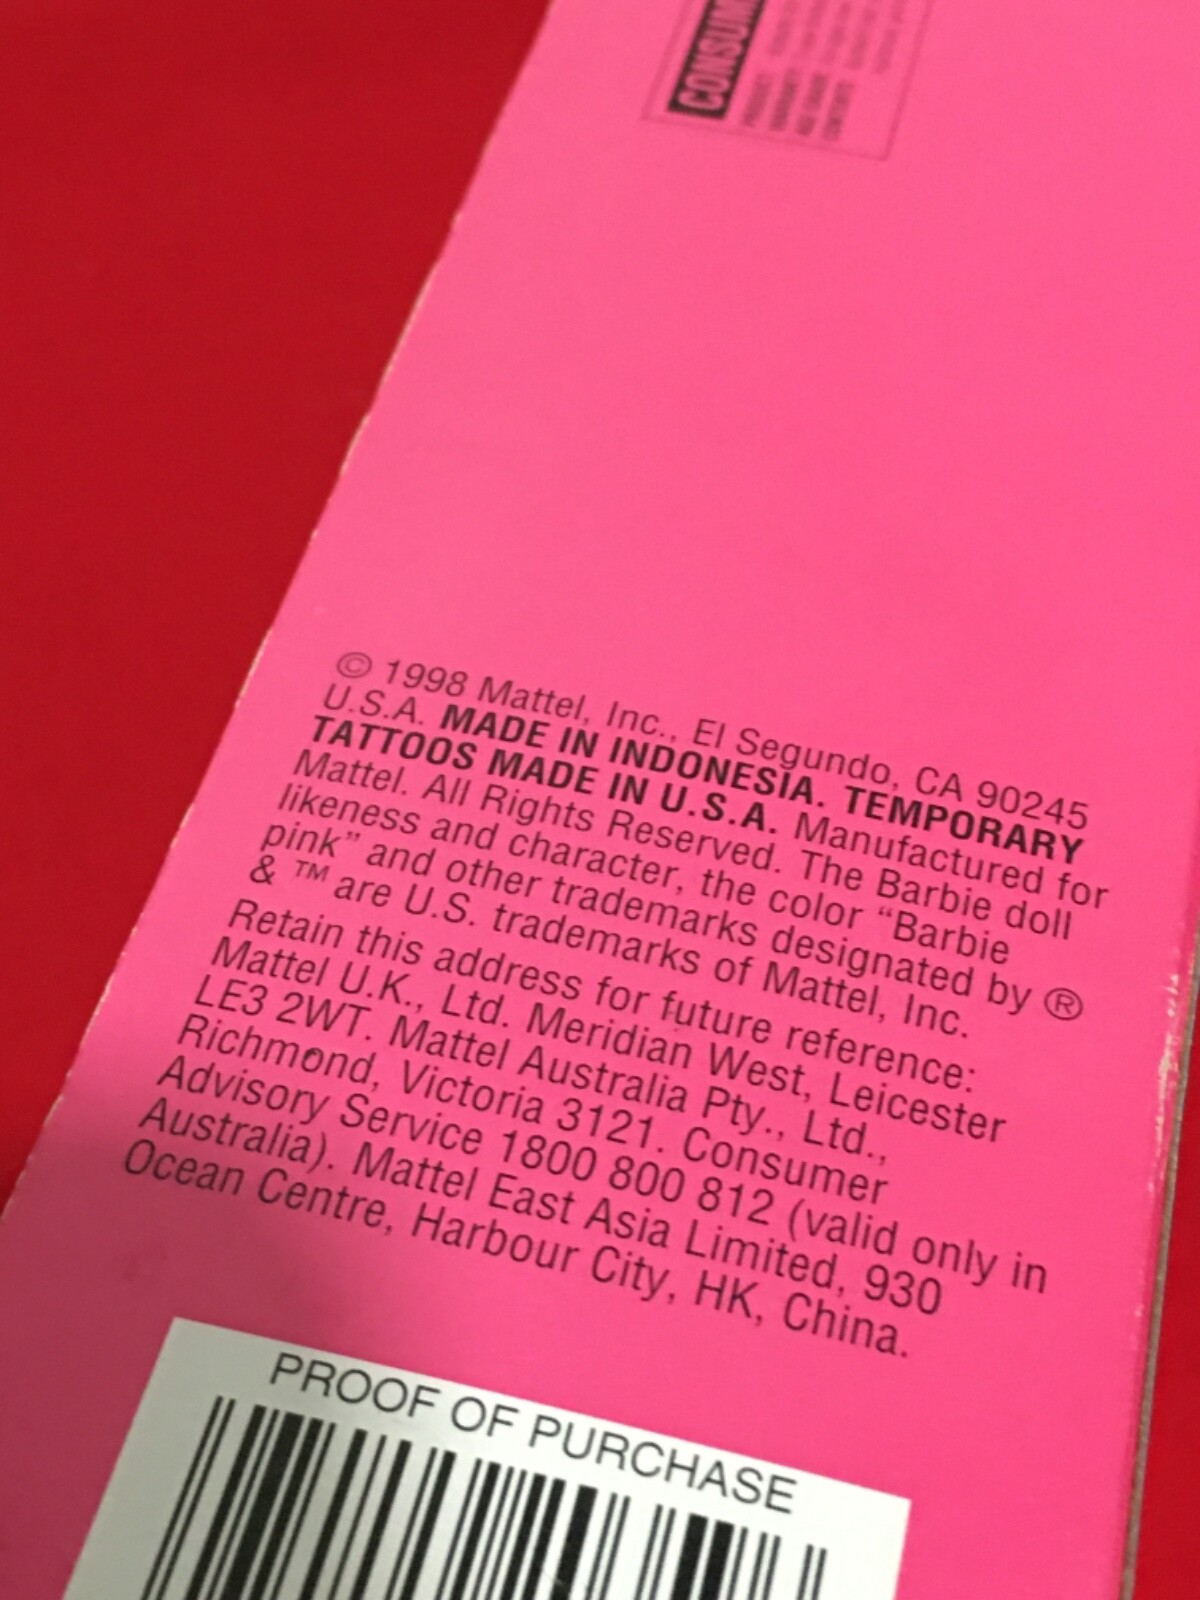 CONSUM
© 1998 Mattel, Inc., El Segundo, CA 90245
U.S.A. MADE IN INDONESIA. TEMPORARY
TATTOOS MADE IN U.S.A. Manufactured for
Mattel. All Rights Reserved. The Barbie doll
likeness and character, the color “Barbie
pink” and other trademarks designated by ®
& ™ are U.S. trademarks of Mattel, Inc.
Retain this address for future reference:
Mattel U.K., Ltd. Meridian West, Leicester
LE3 2WT. Mattel Australia Pty., Ltd.,
Richmond, Victoria 3121. Consumer
Advisory Service 1800 800 812 (valid only in
Australia). Mattel East Asia Limited, 930
Ocean Centre, Harbour City, HK, China.
PROOF OF PURCHASE